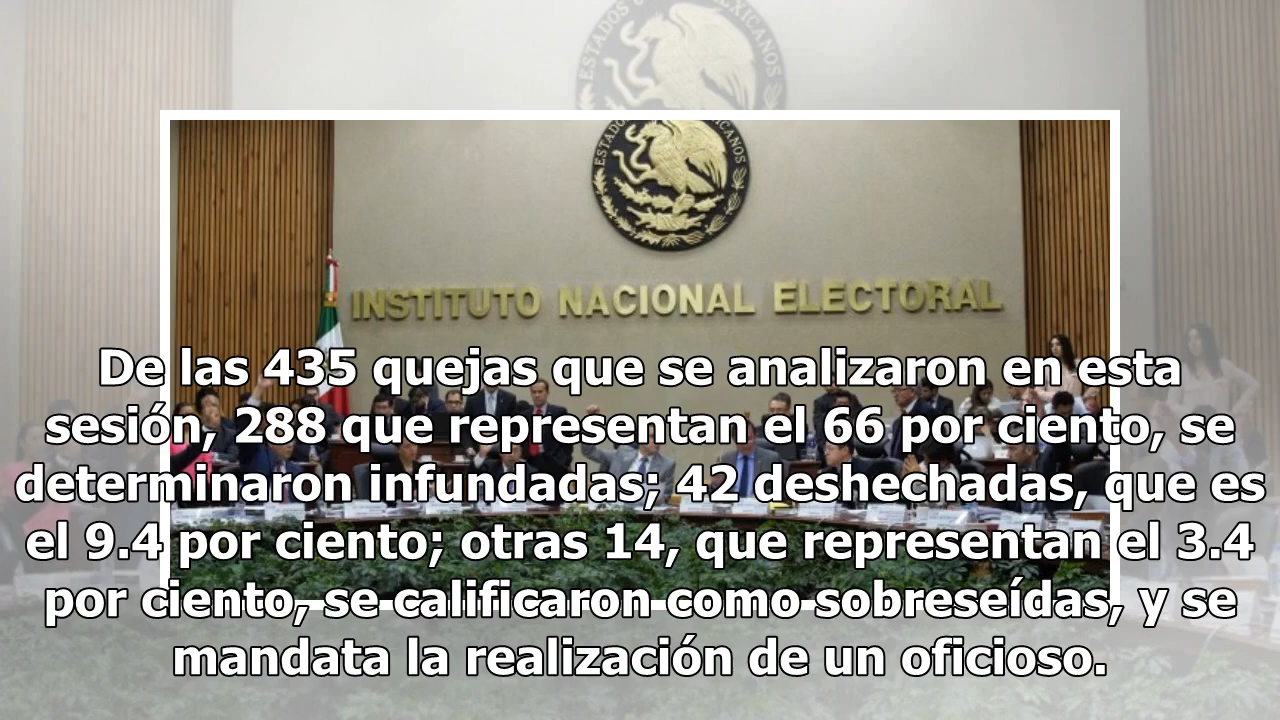 ESTADOS UNIDOS MEXICANOS
INSTITUTO NACIONAL ELECTORAL
De las 435 quejas que se analizaron en esta
sesión, 288 que representan el 66 por ciento, se
determinaron infundadas; 42 deshechadas, que es
el 9.4 por ciento; otras 14, que representan el 3.4
por ciento, se calificaron como sobreseídas, y se
mandata la realización de un oficioso.